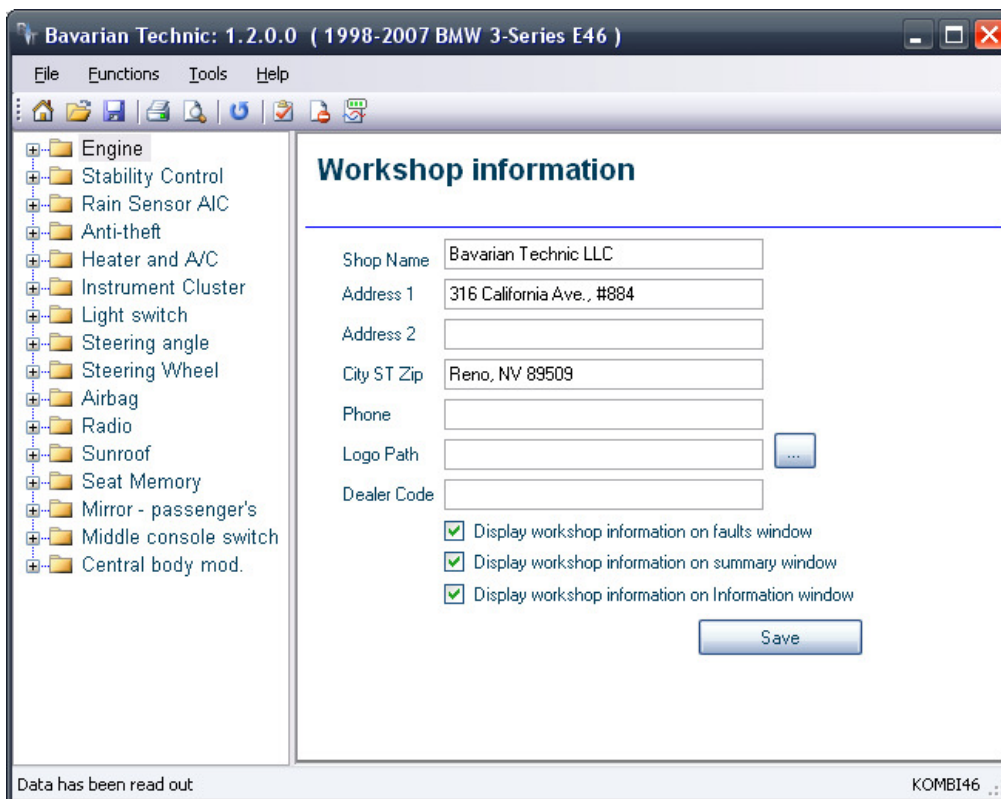 Bavarian Technic: 1.2.0.0 ( 1998-2007 BMW 3-Series E46 )
File Functions Tools Help
Engine
Stability Control
Rain Sensor AIC
Anti-theft
Heater and A/C
Instrument Cluster
Light switch
Steering angle
Steering Wheel
Airbag
Radio
Sunroof
Seat Memory
Mirror - passenger's
Middle console switch
Central body mod.
Workshop information
Shop Name Bavarian Technic LLC
Address 1 316 California Ave., #884
Address 2
City ST Zip Reno, NV 89509
Phone
Logo Path ...
Dealer Code
Display workshop information on faults window
Display workshop information on summary window
Display workshop information on Information window
Save
Data has been read out KOMBI46